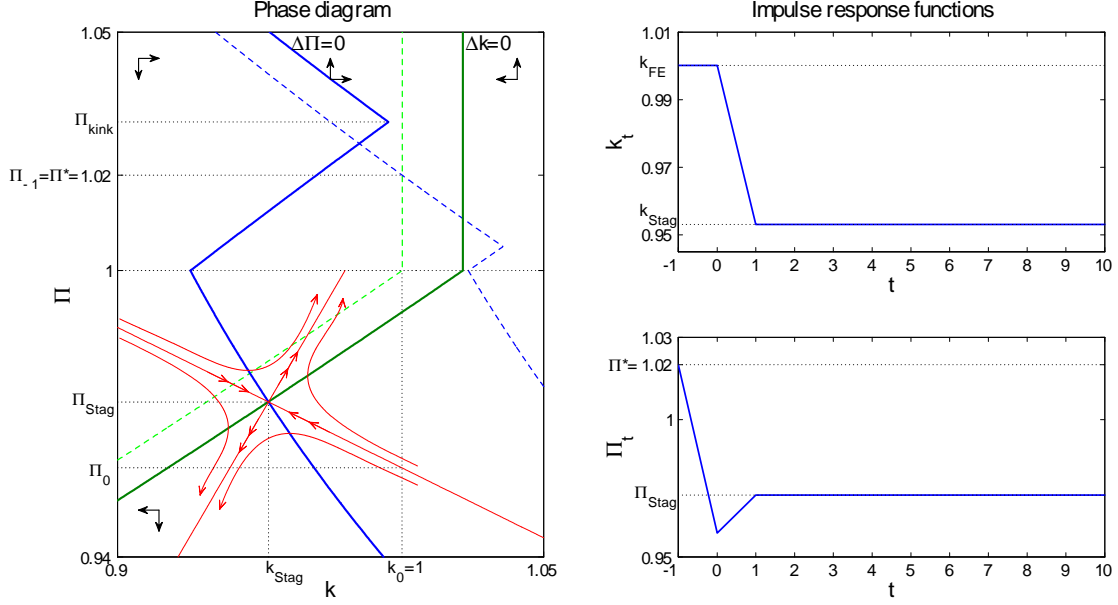 Phase diagram
1.05
ΔΠ=0
Δk=0
Π_kink
Π_-1=Π*=1.02
1
Π
Π_Stag
Π_0
0.94
0.9
k_Stag
k_0=1
1.05
k
Impulse response functions
1.01
k_FE
0.99
k_t
0.97
k_Stag
0.95
-1 0 1 2 3 4 5 6 7 8 9 10
t
1.03
Π*=1.02
1
Π_t
Π_Stag
0.95
-1 0 1 2 3 4 5 6 7 8 9 10
t